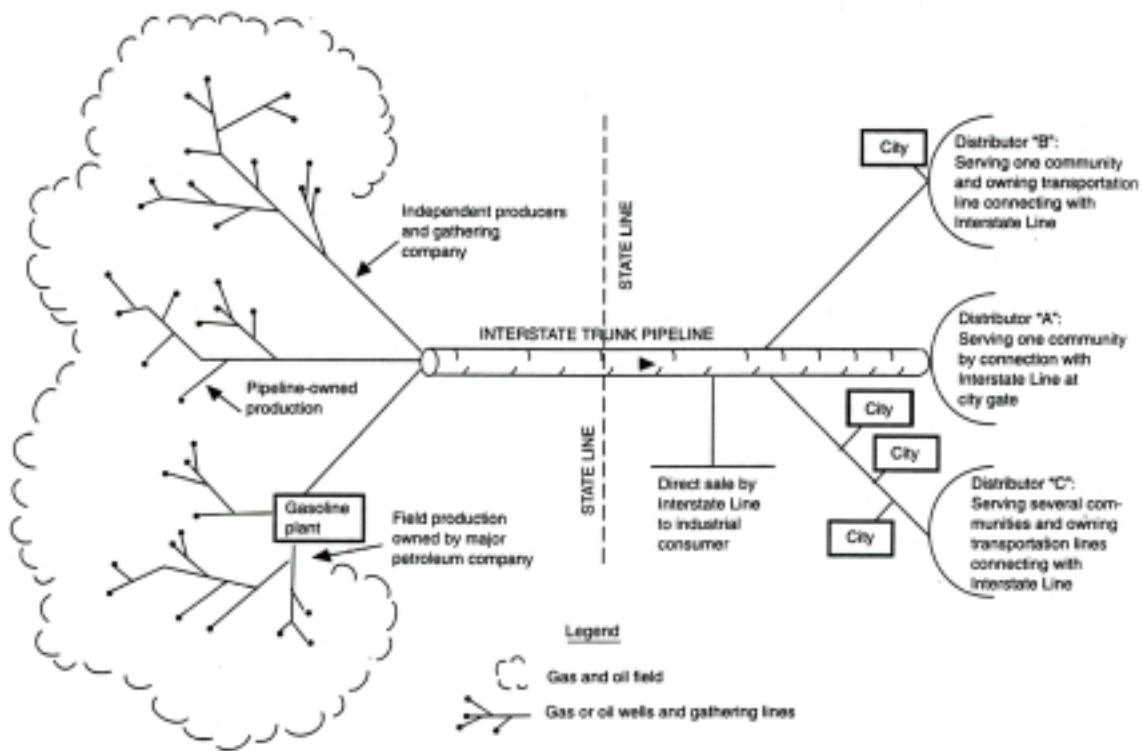 Independent producers
and gathering
company
STATE LINE
City
Distributor "B":
Serving one community
and owning transportation
line connecting with
Interstate Line
INTERSTATE TRUNK PIPELINE
Distributor "A":
Serving one community
by connection with
Interstate Line at
city gate
Pipeline-owned
production
City
City
City
STATE LINE
Direct sale by
Interstate Line
to industrial
consumer
Distributor "C":
Serving several com-
munities and owning
transportation lines
connecting with
Interstate Line
Gasoline
plant
Field production
owned by major
petroleum company
Legend
Gas and oil field
Gas or oil wells and gathering lines